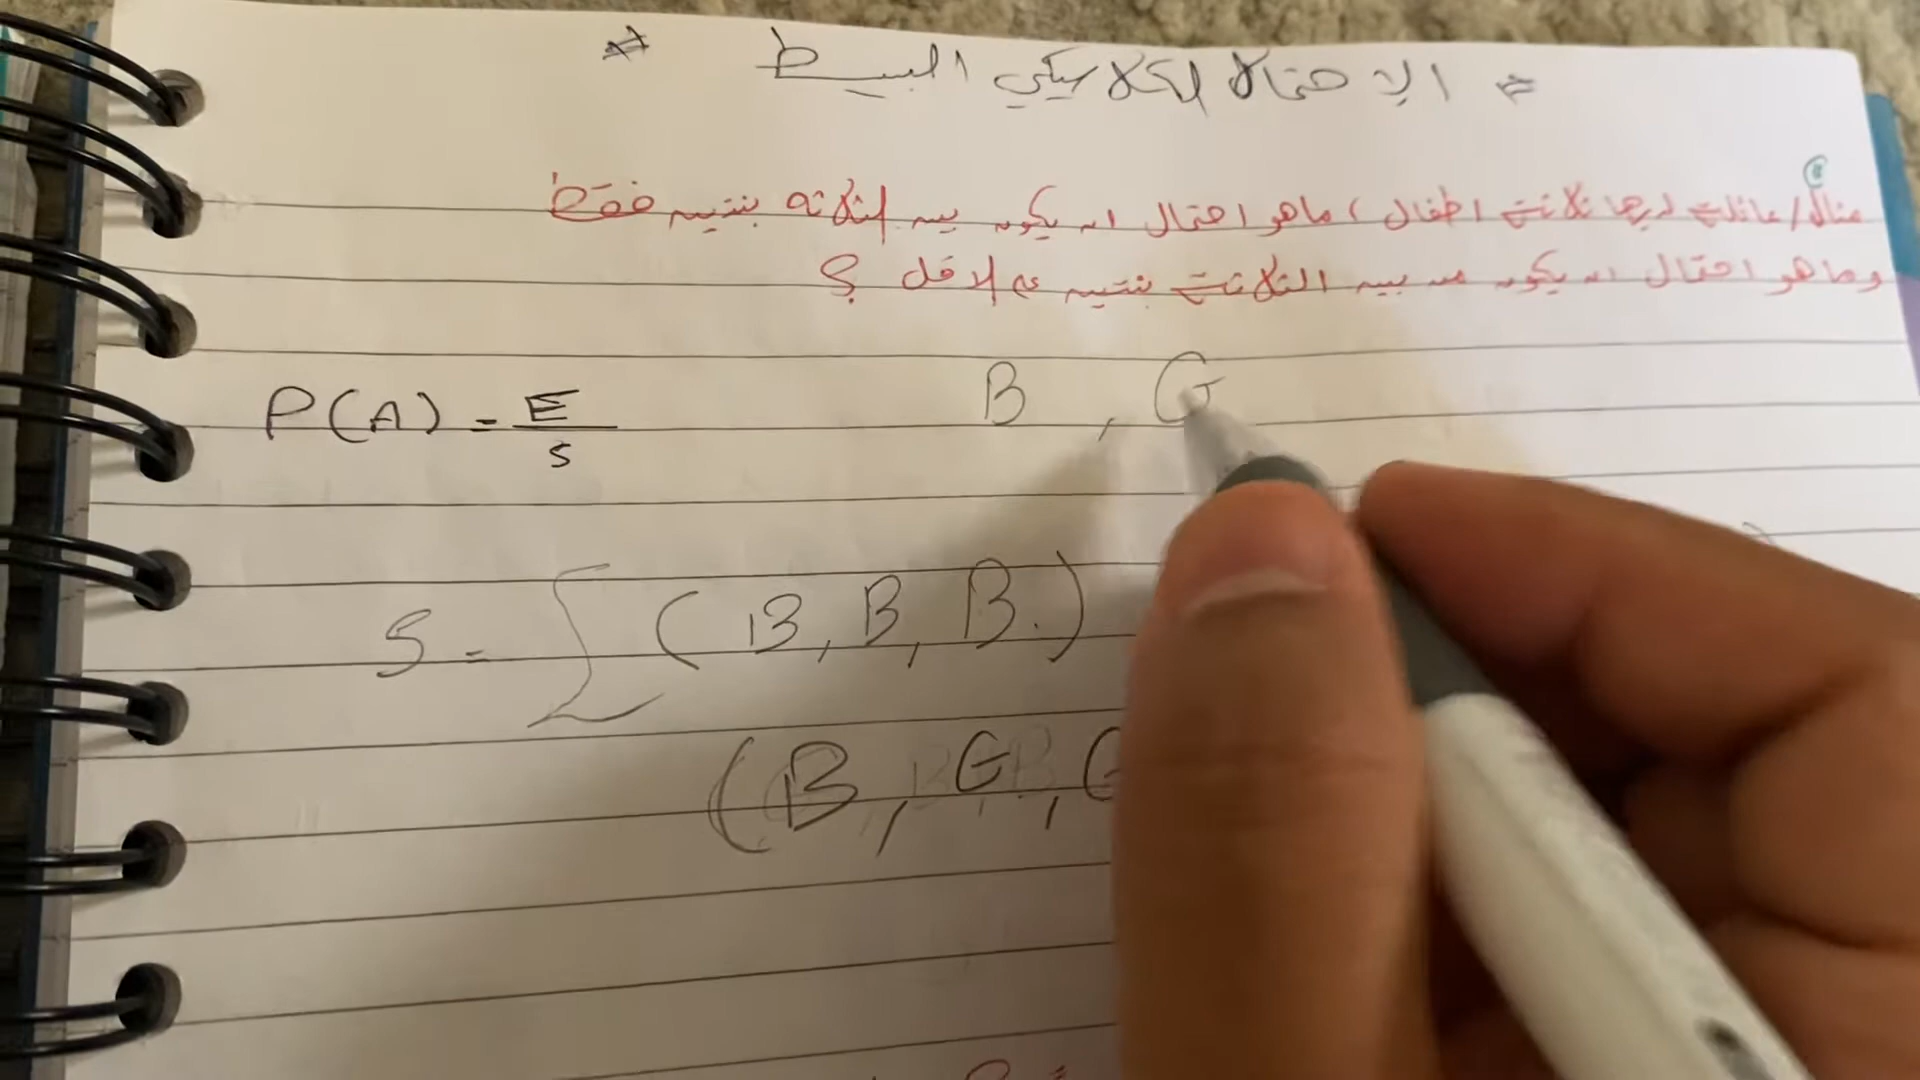 * الاحتمال الكلاسيكي البسيط *
مثال/ عائلة لديها ثلاثة اطفال، ماهو احتمال ان يكون بين الثلاثه بنتين فقط
وماهو احتمال ان يكون من بين الثلاثة بنتين على الاقل ؟
P(A) = E/S
B , G
S = { (B, B, B)
(B, G, G